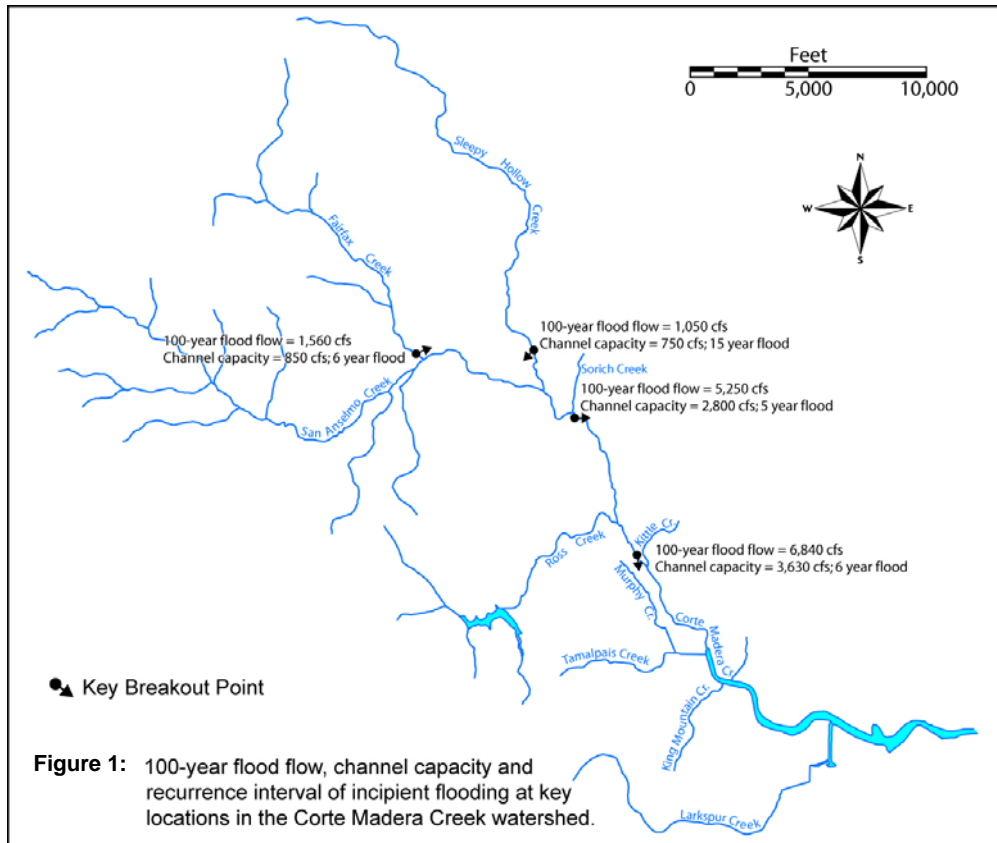 Feet
0 5,000 10,000
N
W E
S
Sleepy Hollow Creek
Fairfax Creek
100-year flood flow = 1,560 cfs
Channel capacity = 850 cfs; 6 year flood
100-year flood flow = 1,050 cfs
Channel capacity = 750 cfs; 15 year flood
Sorich Creek
100-year flood flow = 5,250 cfs
Channel capacity = 2,800 cfs; 5 year flood
San Anselmo Creek
Ross Creek
Kittle Cr.
100-year flood flow = 6,840 cfs
Channel capacity = 3,630 cfs; 6 year flood
Murphy Cr.
Corte Madera Cr.
Tamalpais Creek
King Mountain Cr.
Key Breakout Point
Figure 1: 100-year flood flow, channel capacity and
recurrence interval of incipient flooding at key
locations in the Corte Madera Creek watershed.
Larkspur Creek